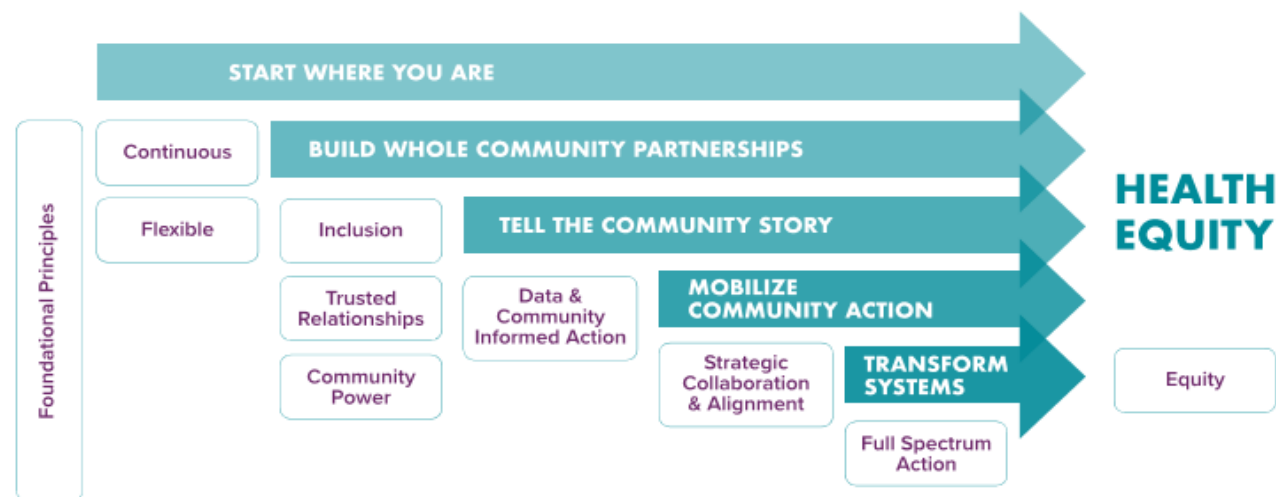 START WHERE YOU ARE
Foundational Principles
Continuous
BUILD WHOLE COMMUNITY PARTNERSHIPS
HEALTH
EQUITY
Flexible
Inclusion
TELL THE COMMUNITY STORY
Trusted
Relationships
Data &
Community
Informed Action
MOBILIZE
COMMUNITY ACTION
Community
Power
Strategic
Collaboration
& Alignment
TRANSFORM
SYSTEMS
Equity
Full Spectrum
Action